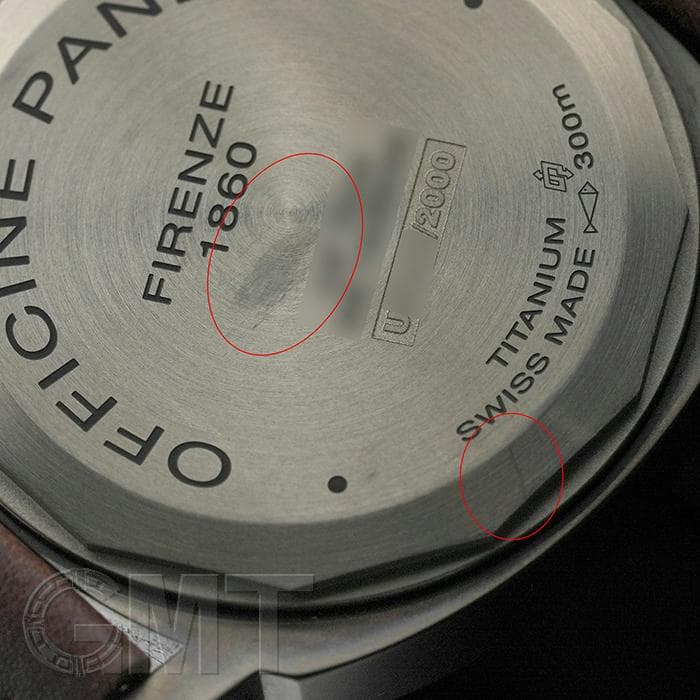 OFFICINE PANE
FIRENZE
1860
U /2000
TITANIUM 300m
SWISS MADE
GMT